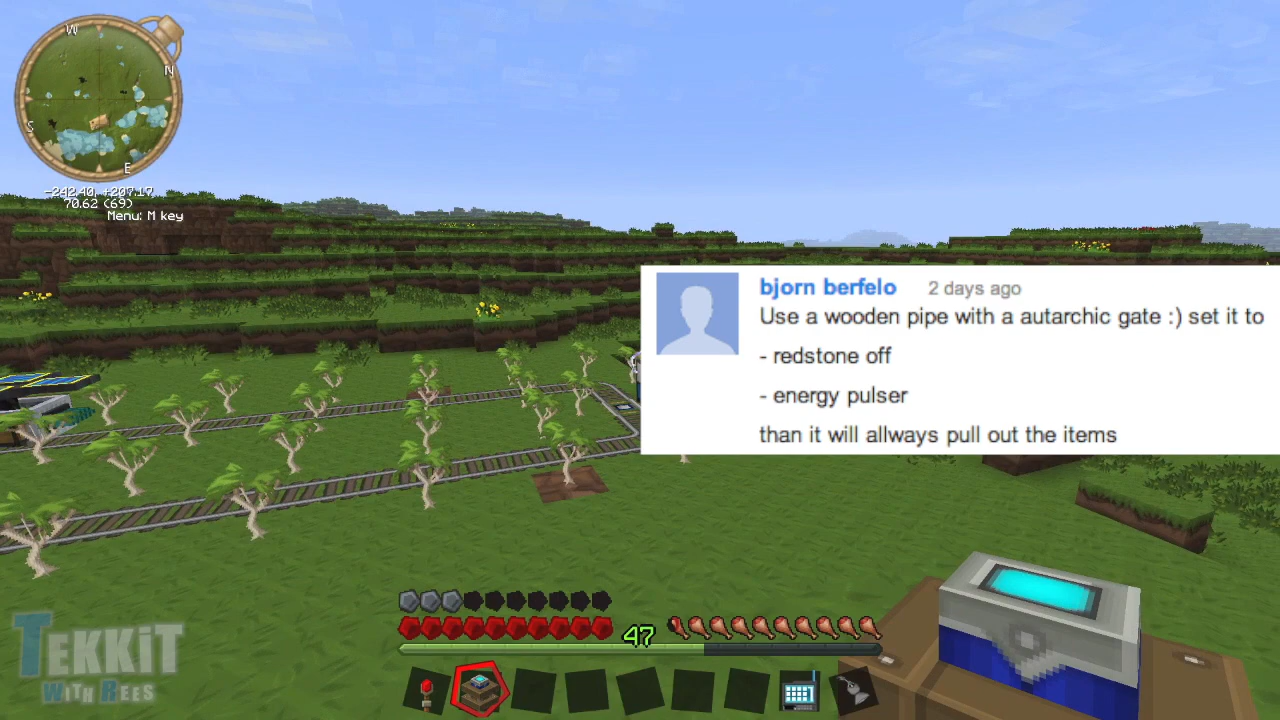 W
N
S
E
-242.40, +207.17
70.62 (69)
Menu: M key
bjorn berfelo 2 days ago
Use a wooden pipe with a autarchic gate :) set it to
- redstone off
- energy pulser
than it will allways pull out the items
47
TEKKiT
WITH REES